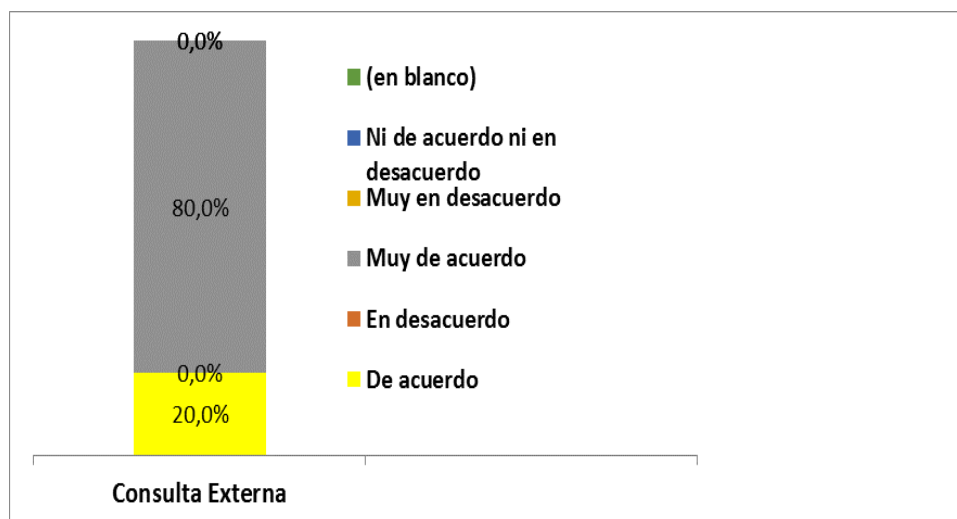 0,0%
80,0%
0,0%
20,0%
Consulta Externa
(en blanco)
Ni de acuerdo ni en
desacuerdo
Muy en desacuerdo
Muy de acuerdo
En desacuerdo
De acuerdo